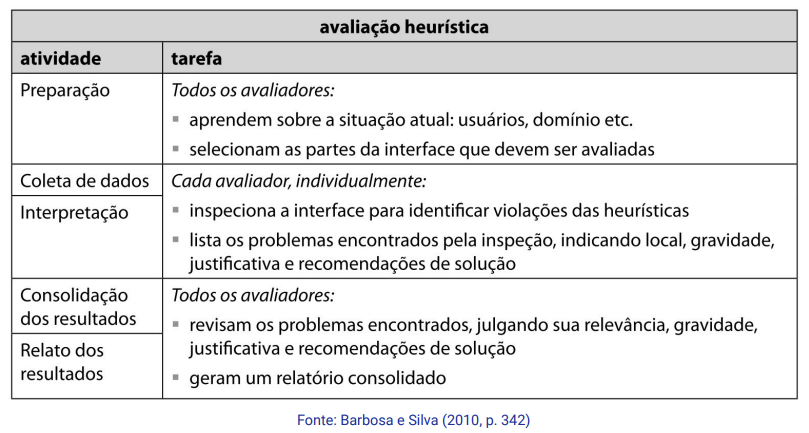 avaliação heurística
atividade tarefa
Preparação
Todos os avaliadores:
▪ aprendem sobre a situação atual: usuários, domínio etc.
▪ selecionam as partes da interface que devem ser avaliadas
Coleta de dados
Interpretação
Cada avaliador, individualmente:
▪ inspeciona a interface para identificar violações das heurísticas
▪ lista os problemas encontrados pela inspeção, indicando local, gravidade,
justificativa e recomendações de solução
Consolidação
dos resultados
Relato dos
resultados
Todos os avaliadores:
▪ revisam os problemas encontrados, julgando sua relevância, gravidade,
justificativa e recomendações de solução
▪ geram um relatório consolidado
Fonte: Barbosa e Silva (2010, p. 342)